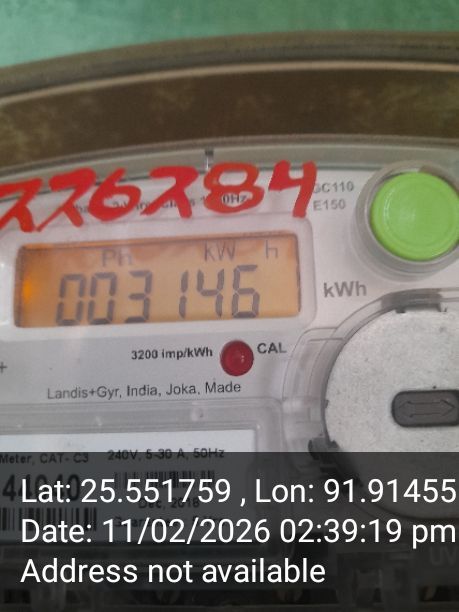 226284
GC110
E150
Ph kW h
003146
kWh
3200 imp/kWh
CAL
Landis+Gyr, India, Joka, Made
Meter, CAT- C3 240V, 5-30 A, 50Hz
Lat: 25.551759 , Lon: 91.91455
Date: 11/02/2026 02:39:19 pm
Address not available